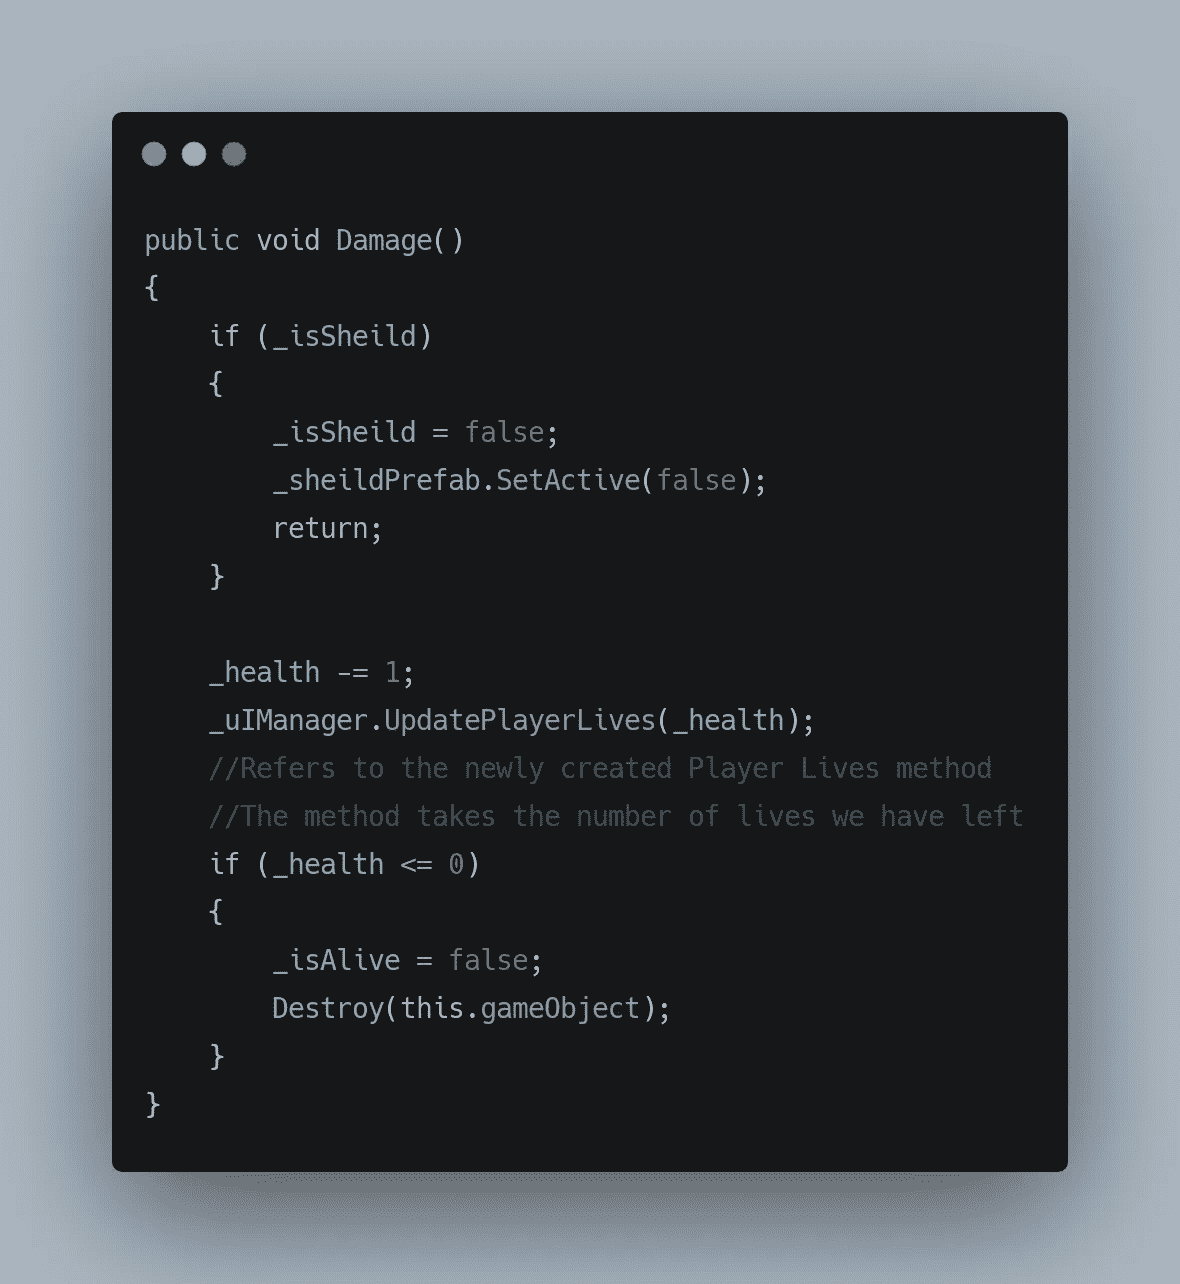 public void Damage()
{
    if (_isSheild)
    {
        _isSheild = false;
        _sheildPrefab.SetActive(false);
        return;
    }

    _health -= 1;
    _uIManager.UpdatePlayerLives(_health);
    //Refers to the newly created Player Lives method
    //The method takes the number of lives we have left
    if (_health <= 0)
    {
        _isAlive = false;
        Destroy(this.gameObject);
    }
}